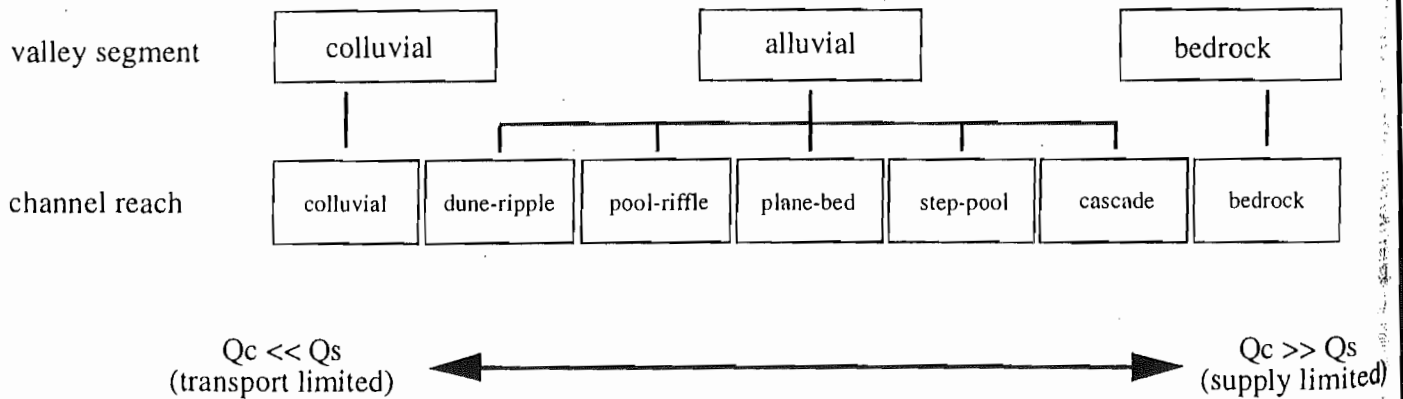 valley segment colluvial alluvial bedrock
channel reach colluvial dune-ripple pool-riffle plane-bed step-pool cascade bedrock
Qc << Qs Qc >> Qs
(transport limited) (supply limited)